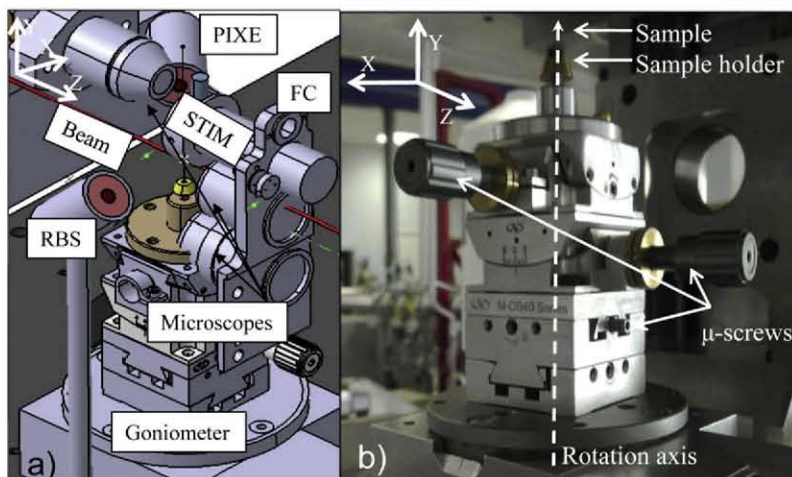 Y
X
Z
PIXE
FC
STIM
Beam
RBS
Microscopes
Goniometer
a)
Y
X
Z
Sample
Sample holder
μ-screws
Rotation axis
b)